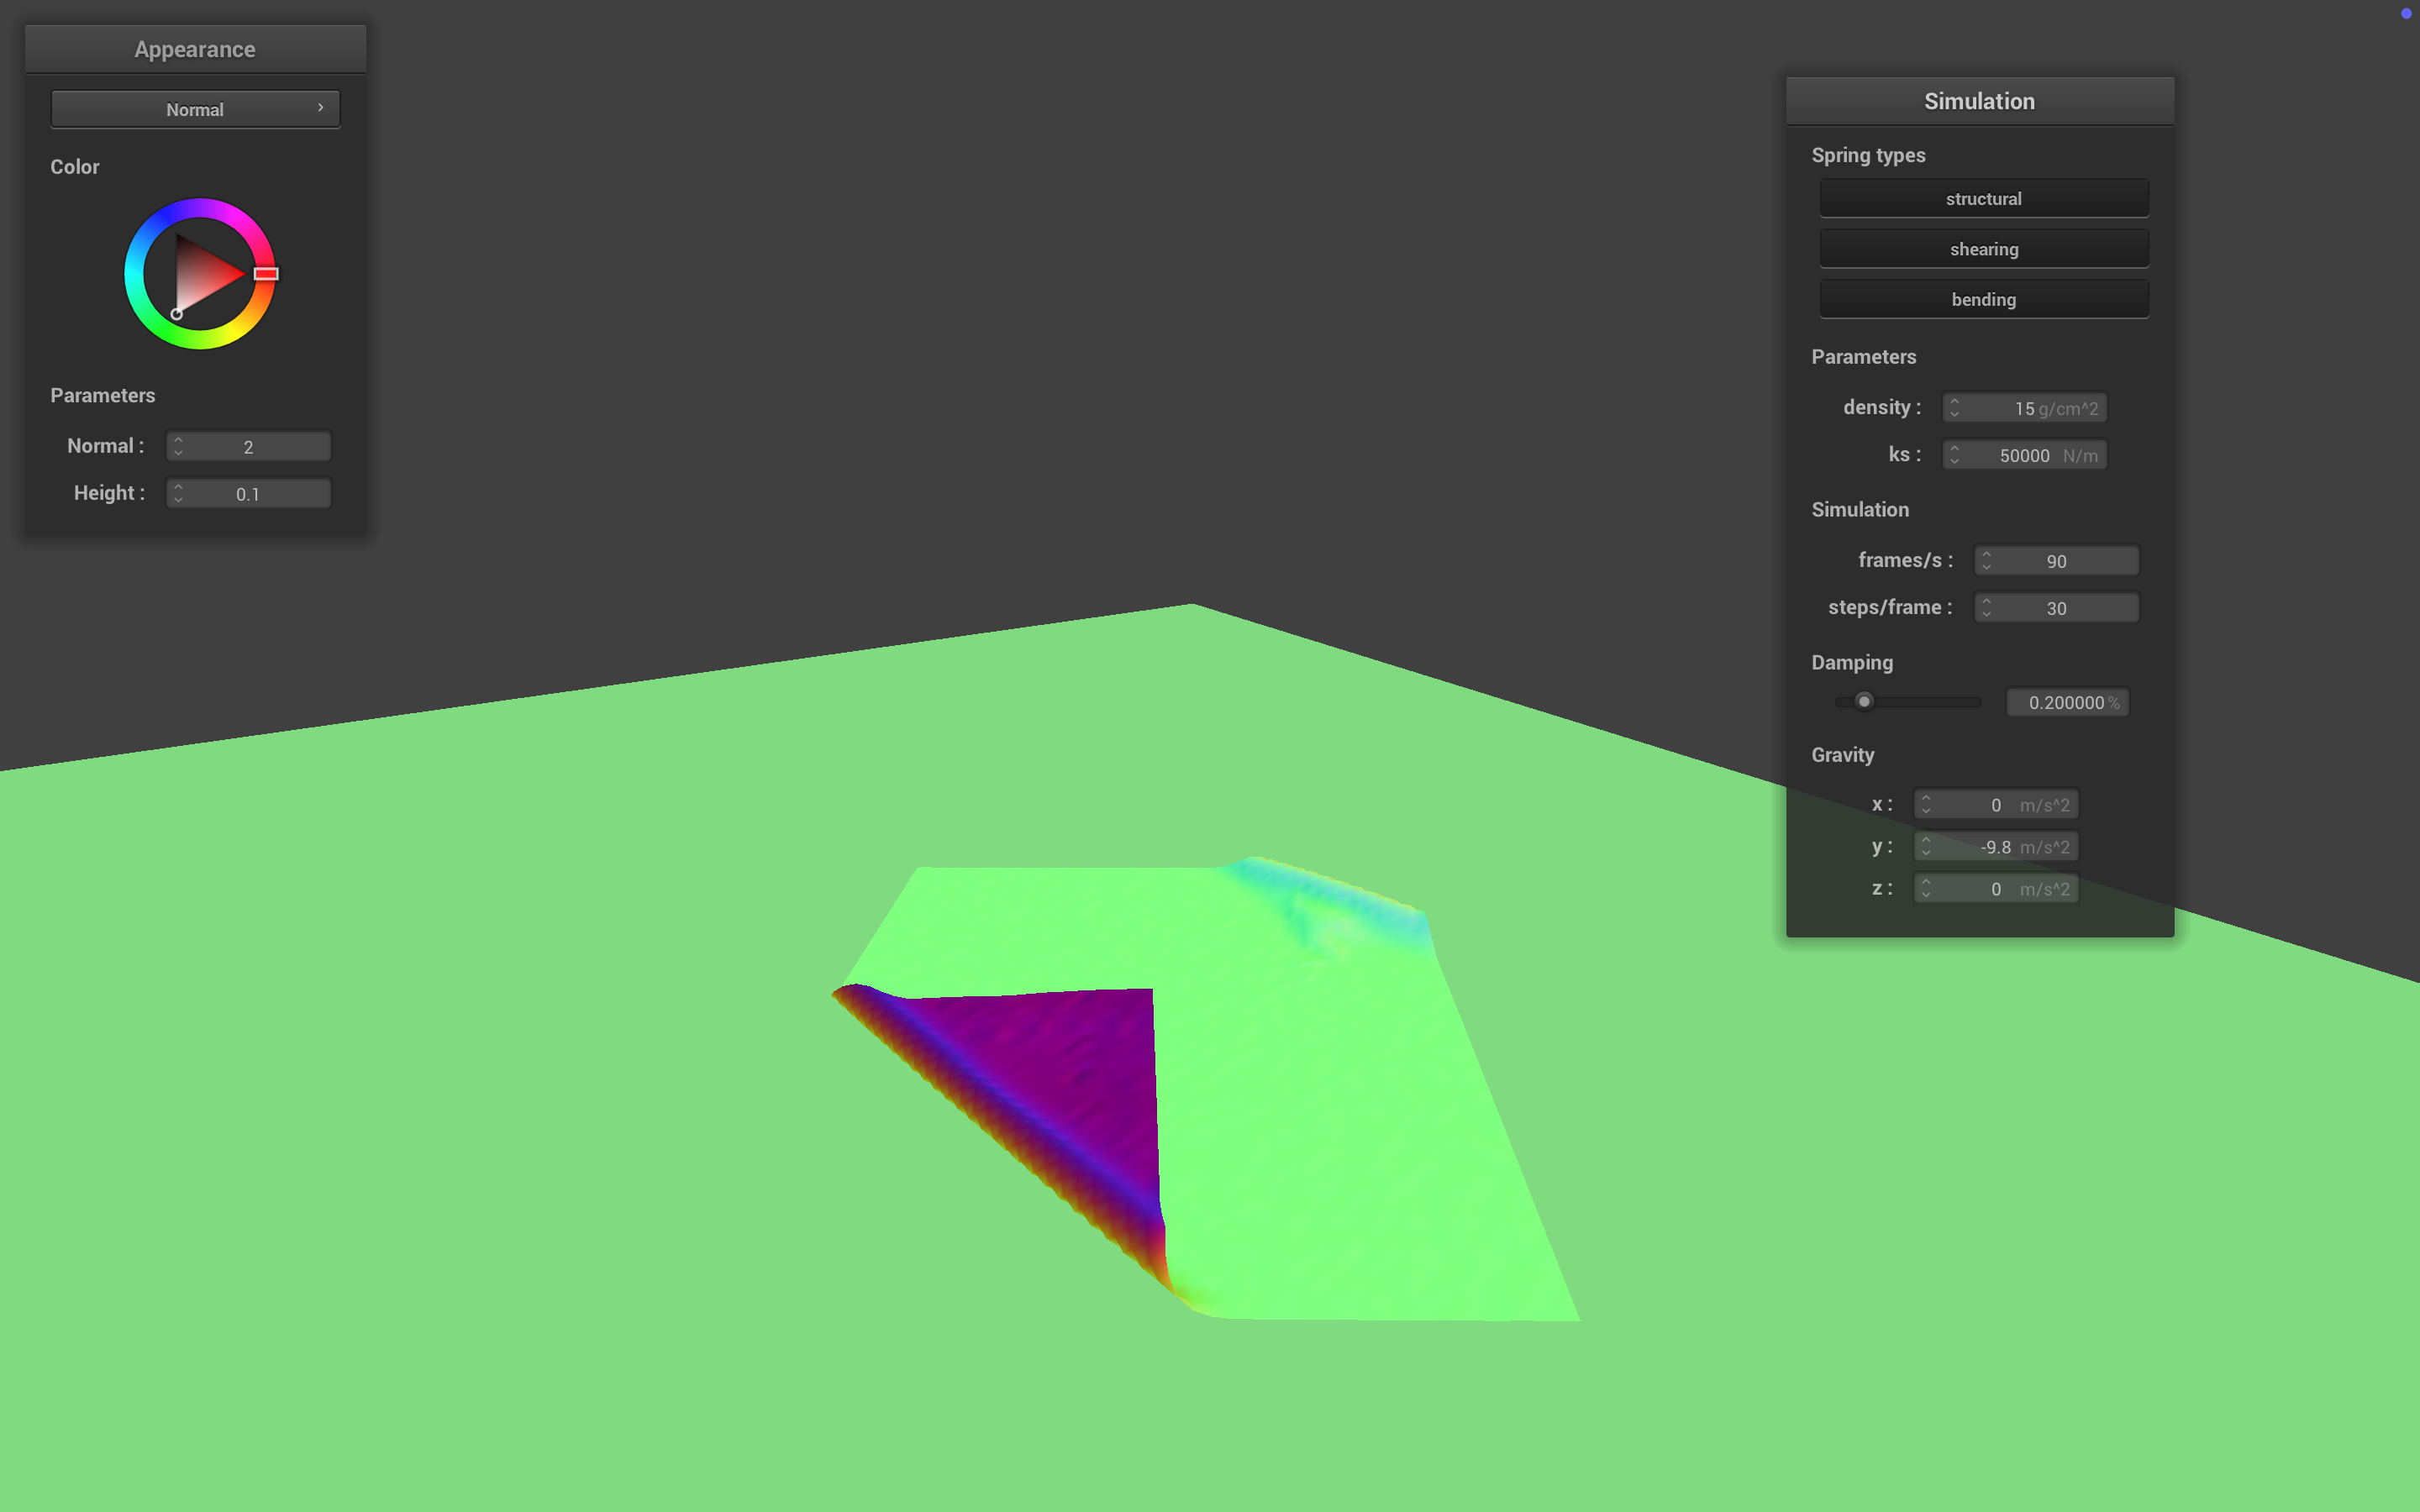 Appearance
Normal
Color
Parameters
Normal : 2
Height : 0.1
Simulation
Spring types
structural
shearing
bending
Parameters
density : 15 g/cm^2
ks : 50000 N/m
Simulation
frames/s : 90
steps/frame : 30
Damping
0.200000 %
Gravity
x : 0 m/s^2
y : -9.8 m/s^2
z : 0 m/s^2